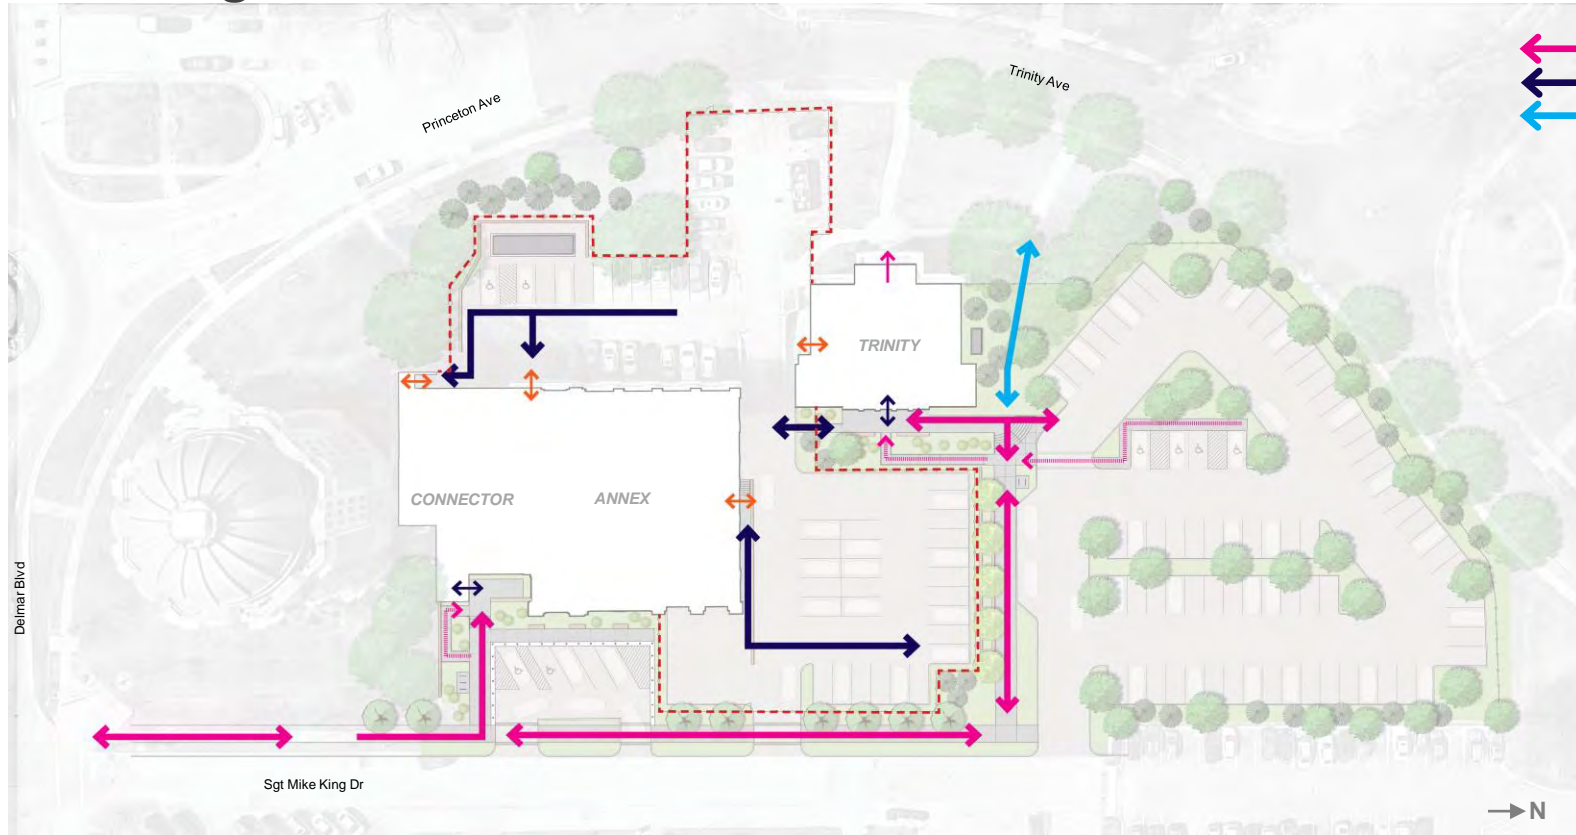 Trinity Ave
Princeton Ave
TRINITY
CONNECTOR
ANNEX
Delmar Blvd
Sgt Mike King Dr
N